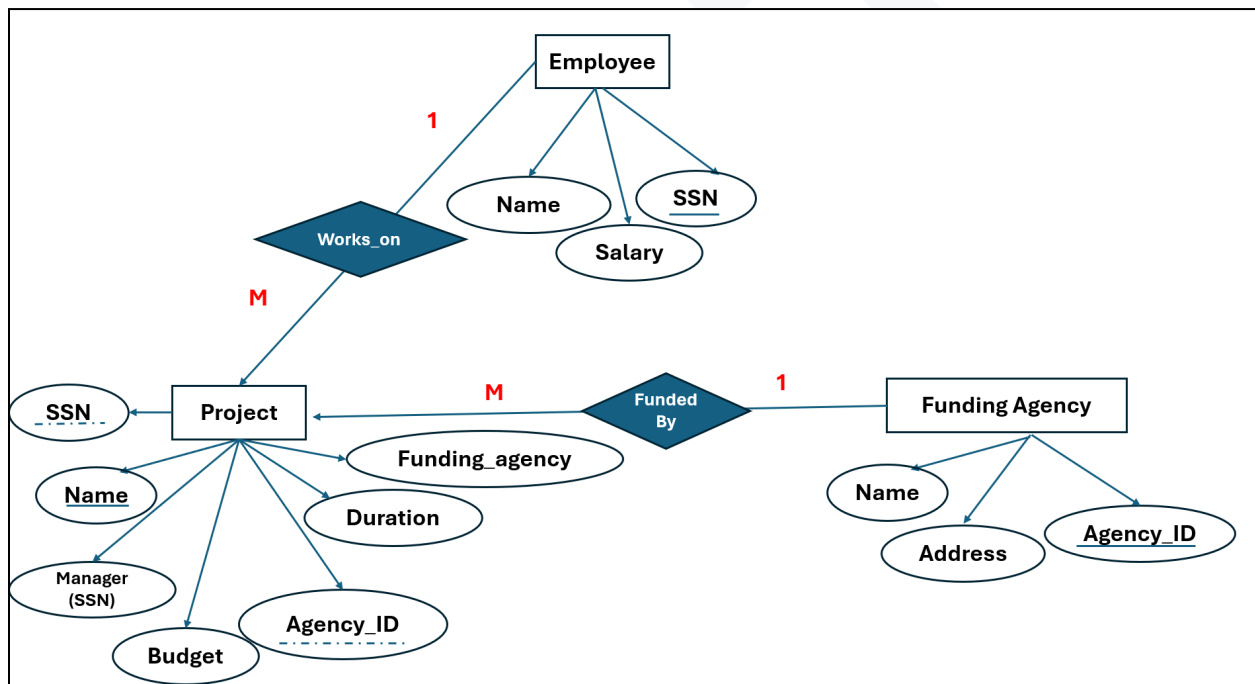 Employee
1
Name
SSN
Salary
Works_on
M
SSN
Project
M
Funded
By
1
Funding Agency
Name
Funding_agency
Duration
Manager
(SSN)
Budget
Agency_ID
Name
Address
Agency_ID